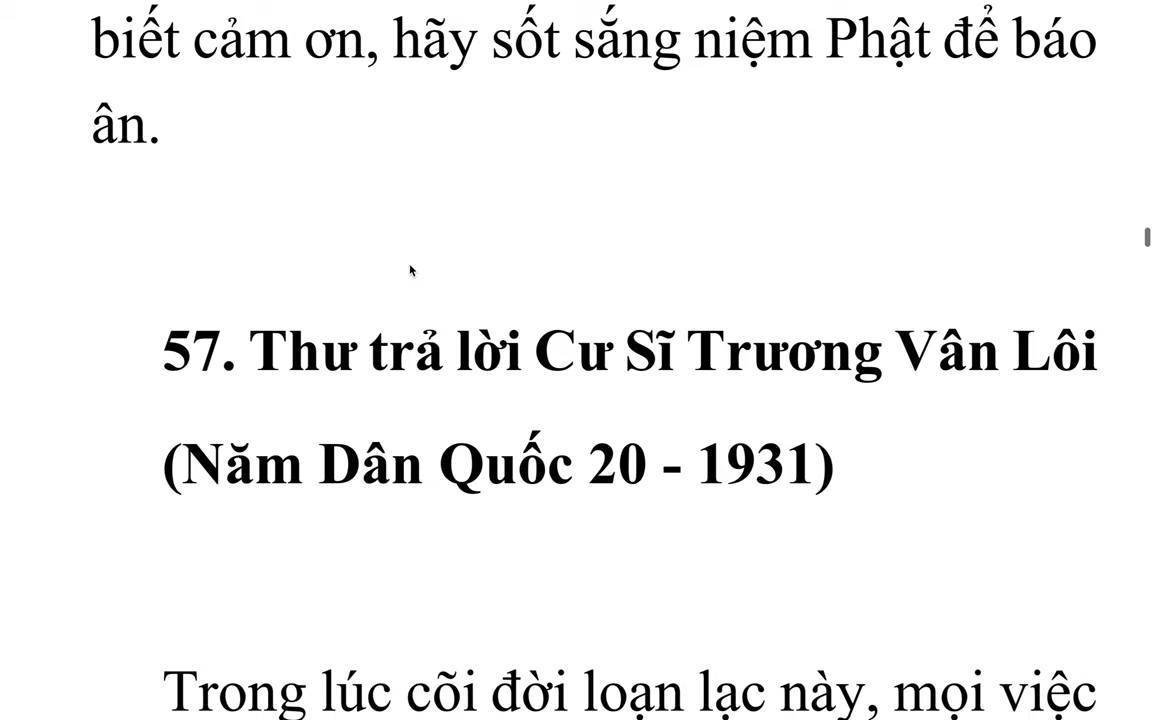 biết cảm ơn, hãy sốt sắng niệm Phật để báo
ân.
57. Thư trả lời Cư Sĩ Trương Vân Lôi
(Năm Dân Quốc 20 - 1931)
Trong lúc cõi đời loạn lạc này, mọi việc